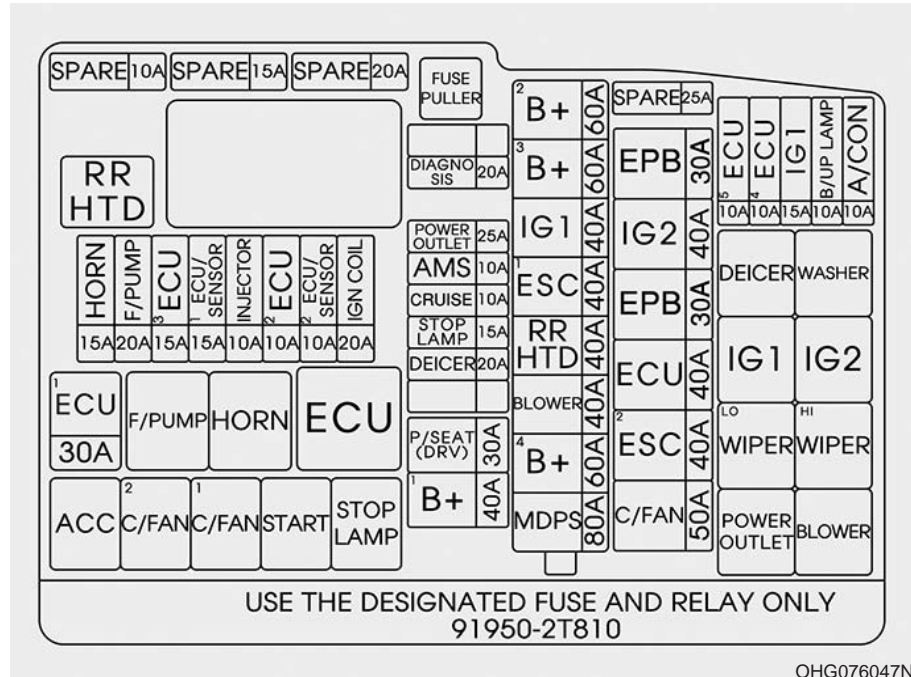 SPARE 10A SPARE 15A SPARE 20A
FUSE
PULLER
RR
HTD
HORN 15A
F/PUMP 20A
3 ECU 15A
1 ECU/
SENSOR 15A
INJECTOR 10A
2 ECU 10A
2 ECU/
SENSOR 10A
IGN COIL 20A
1 ECU
30A
F/PUMP
HORN
ECU
ACC
2 C/FAN
1 C/FAN
START
STOP
LAMP
DIAGNO
SIS 20A
POWER
OUTLET 25A
AMS 10A
CRUISE 10A
STOP
LAMP 15A
DEICER 20A
P/SEAT
(DRV) 30A
1 B+ 40A
2 B+ 60A
3 B+ 60A
IG1 40A
1 ESC 40A
RR
HTD 40A
BLOWER 40A
4 B+ 60A
MDPS 80A
SPARE 25A
EPB 30A
IG2 40A
EPB 30A
ECU 40A
2 ESC 40A
C/FAN 50A
5 ECU 10A
4 ECU 10A
IG1 15A
B/UP LAMP 10A
A/CON 10A
DEICER
WASHER
IG1
IG2
LO
WIPER
HI
WIPER
POWER
OUTLET
BLOWER
USE THE DESIGNATED FUSE AND RELAY ONLY
91950-2T810
OHG076047N